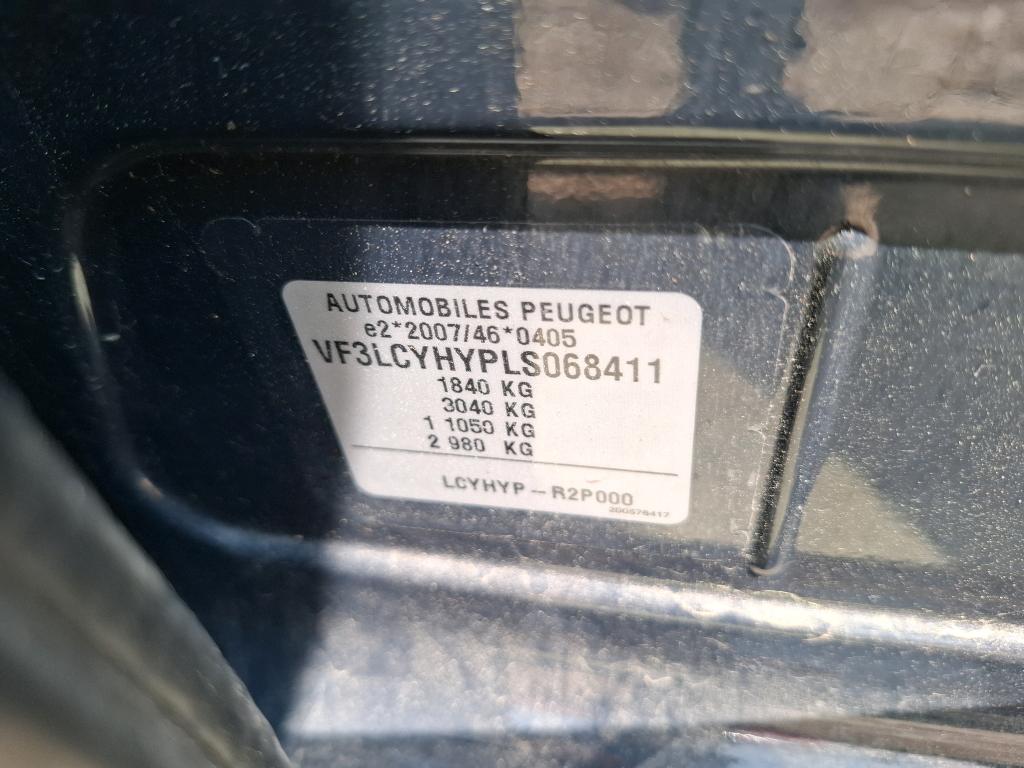 AUTOMOBILES PEUGEOT
e2*2007/46*0405
VF3LCYHYPLS068411
1840 KG
3040 KG
1 1050 KG
2 980 KG
LCYHYP-R2P000
200576417